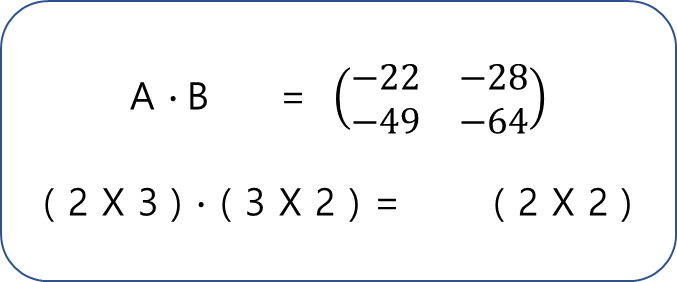 A · B = (−22 −28
−49 −64)
( 2 X 3 ) · ( 3 X 2 ) = ( 2 X 2 )